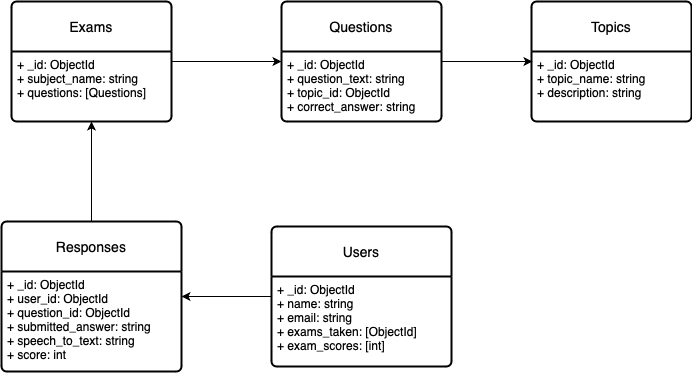 Exams
+ _id: ObjectId
+ subject_name: string
+ questions: [Questions]
Questions
+ _id: ObjectId
+ question_text: string
+ topic_id: ObjectId
+ correct_answer: string
Topics
+ _id: ObjectId
+ topic_name: string
+ description: string
Responses
+ _id: ObjectId
+ user_id: ObjectId
+ question_id: ObjectId
+ submitted_answer: string
+ speech_to_text: string
+ score: int
Users
+ _id: ObjectId
+ name: string
+ email: string
+ exams_taken: [ObjectId]
+ exam_scores: [int]